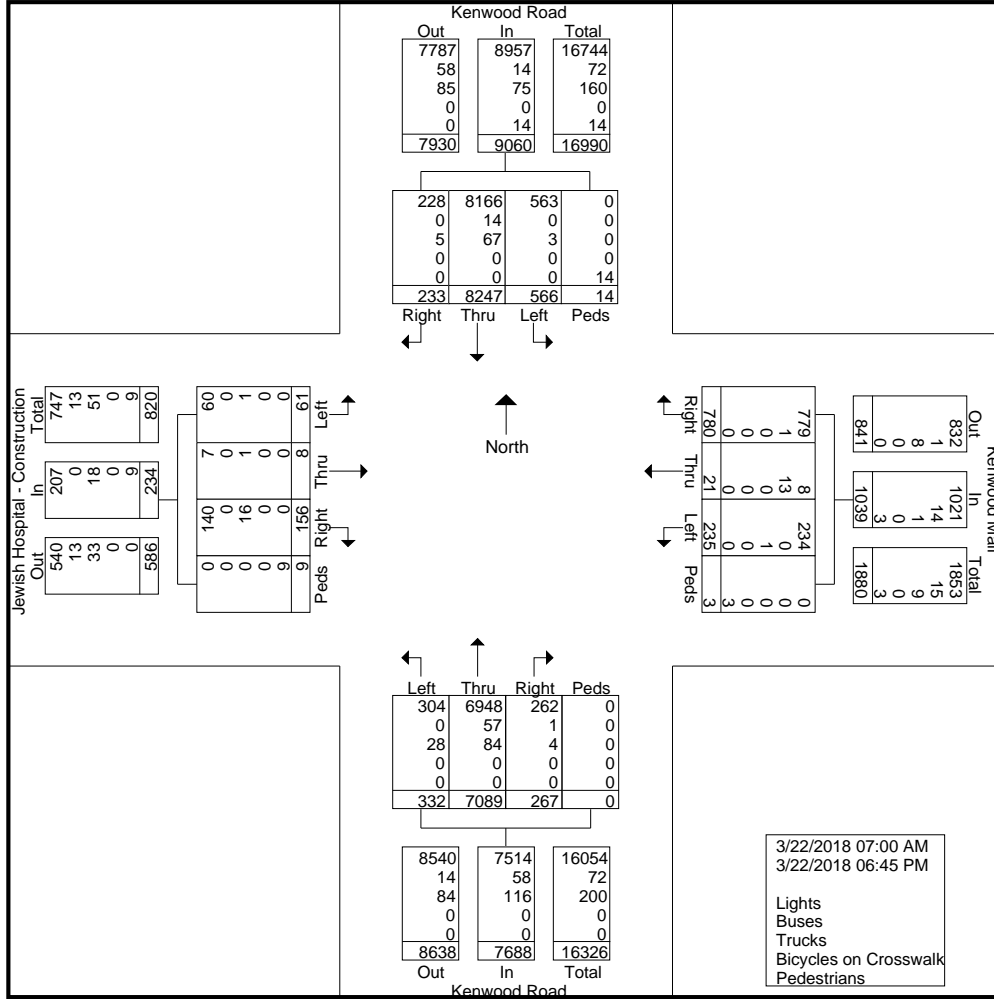 Kenwood Road
Out In Total
7787 8957 16744
58 14 72
85 75 160
0 0 0
0 14 14
7930 9060 16990
228 8166 563 0
0 14 0 0
5 67 3 0
0 0 0 0
0 0 0 14
233 8247 566 14
Right Thru Left Peds
Jewish Hospital - Construction
Out In Total
540 207 747
13 0 13
33 18 51
0 0 0
0 9 9
586 234 820
0 140 7 60
0 0 0 0
0 16 1 1
0 0 0 0
9 0 0 0
9 156 8 61
Peds Right Thru Left
North
Kenwood Mall
Out In Total
832 1021 1853
1 14 15
8 1 9
0 0 0
0 3 3
841 1039 1880
779 8 234 0
1 13 0 0
0 0 1 0
0 0 0 0
0 0 0 3
780 21 235 3
Right Thru Left Peds
Left Thru Right Peds
304 6948 262 0
0 57 1 0
28 84 4 0
0 0 0 0
0 0 0 0
332 7089 267 0
8540 7514 16054
14 58 72
84 116 200
0 0 0
0 0 0
8638 7688 16326
Out In Total
Kenwood Road
3/22/2018 07:00 AM
3/22/2018 06:45 PM
Lights
Buses
Trucks
Bicycles on Crosswalk
Pedestrians